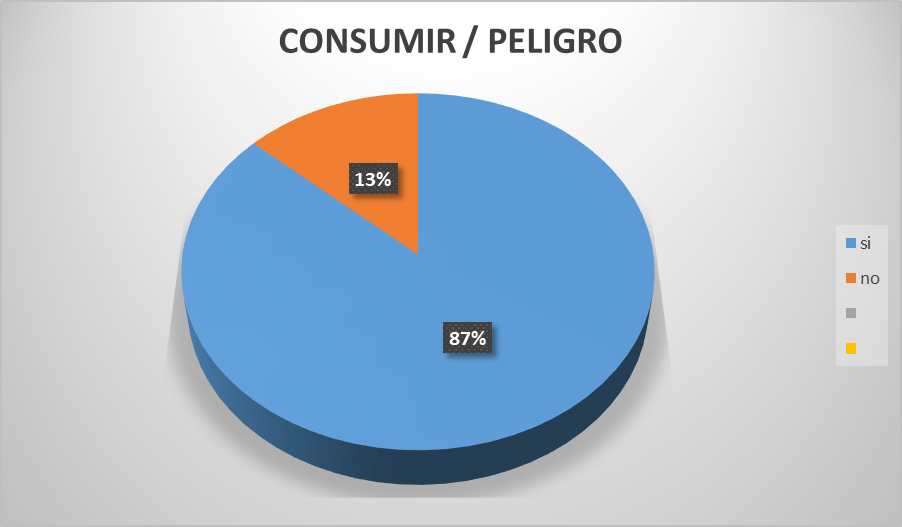 CONSUMIR / PELIGRO
13%
87%
si
no